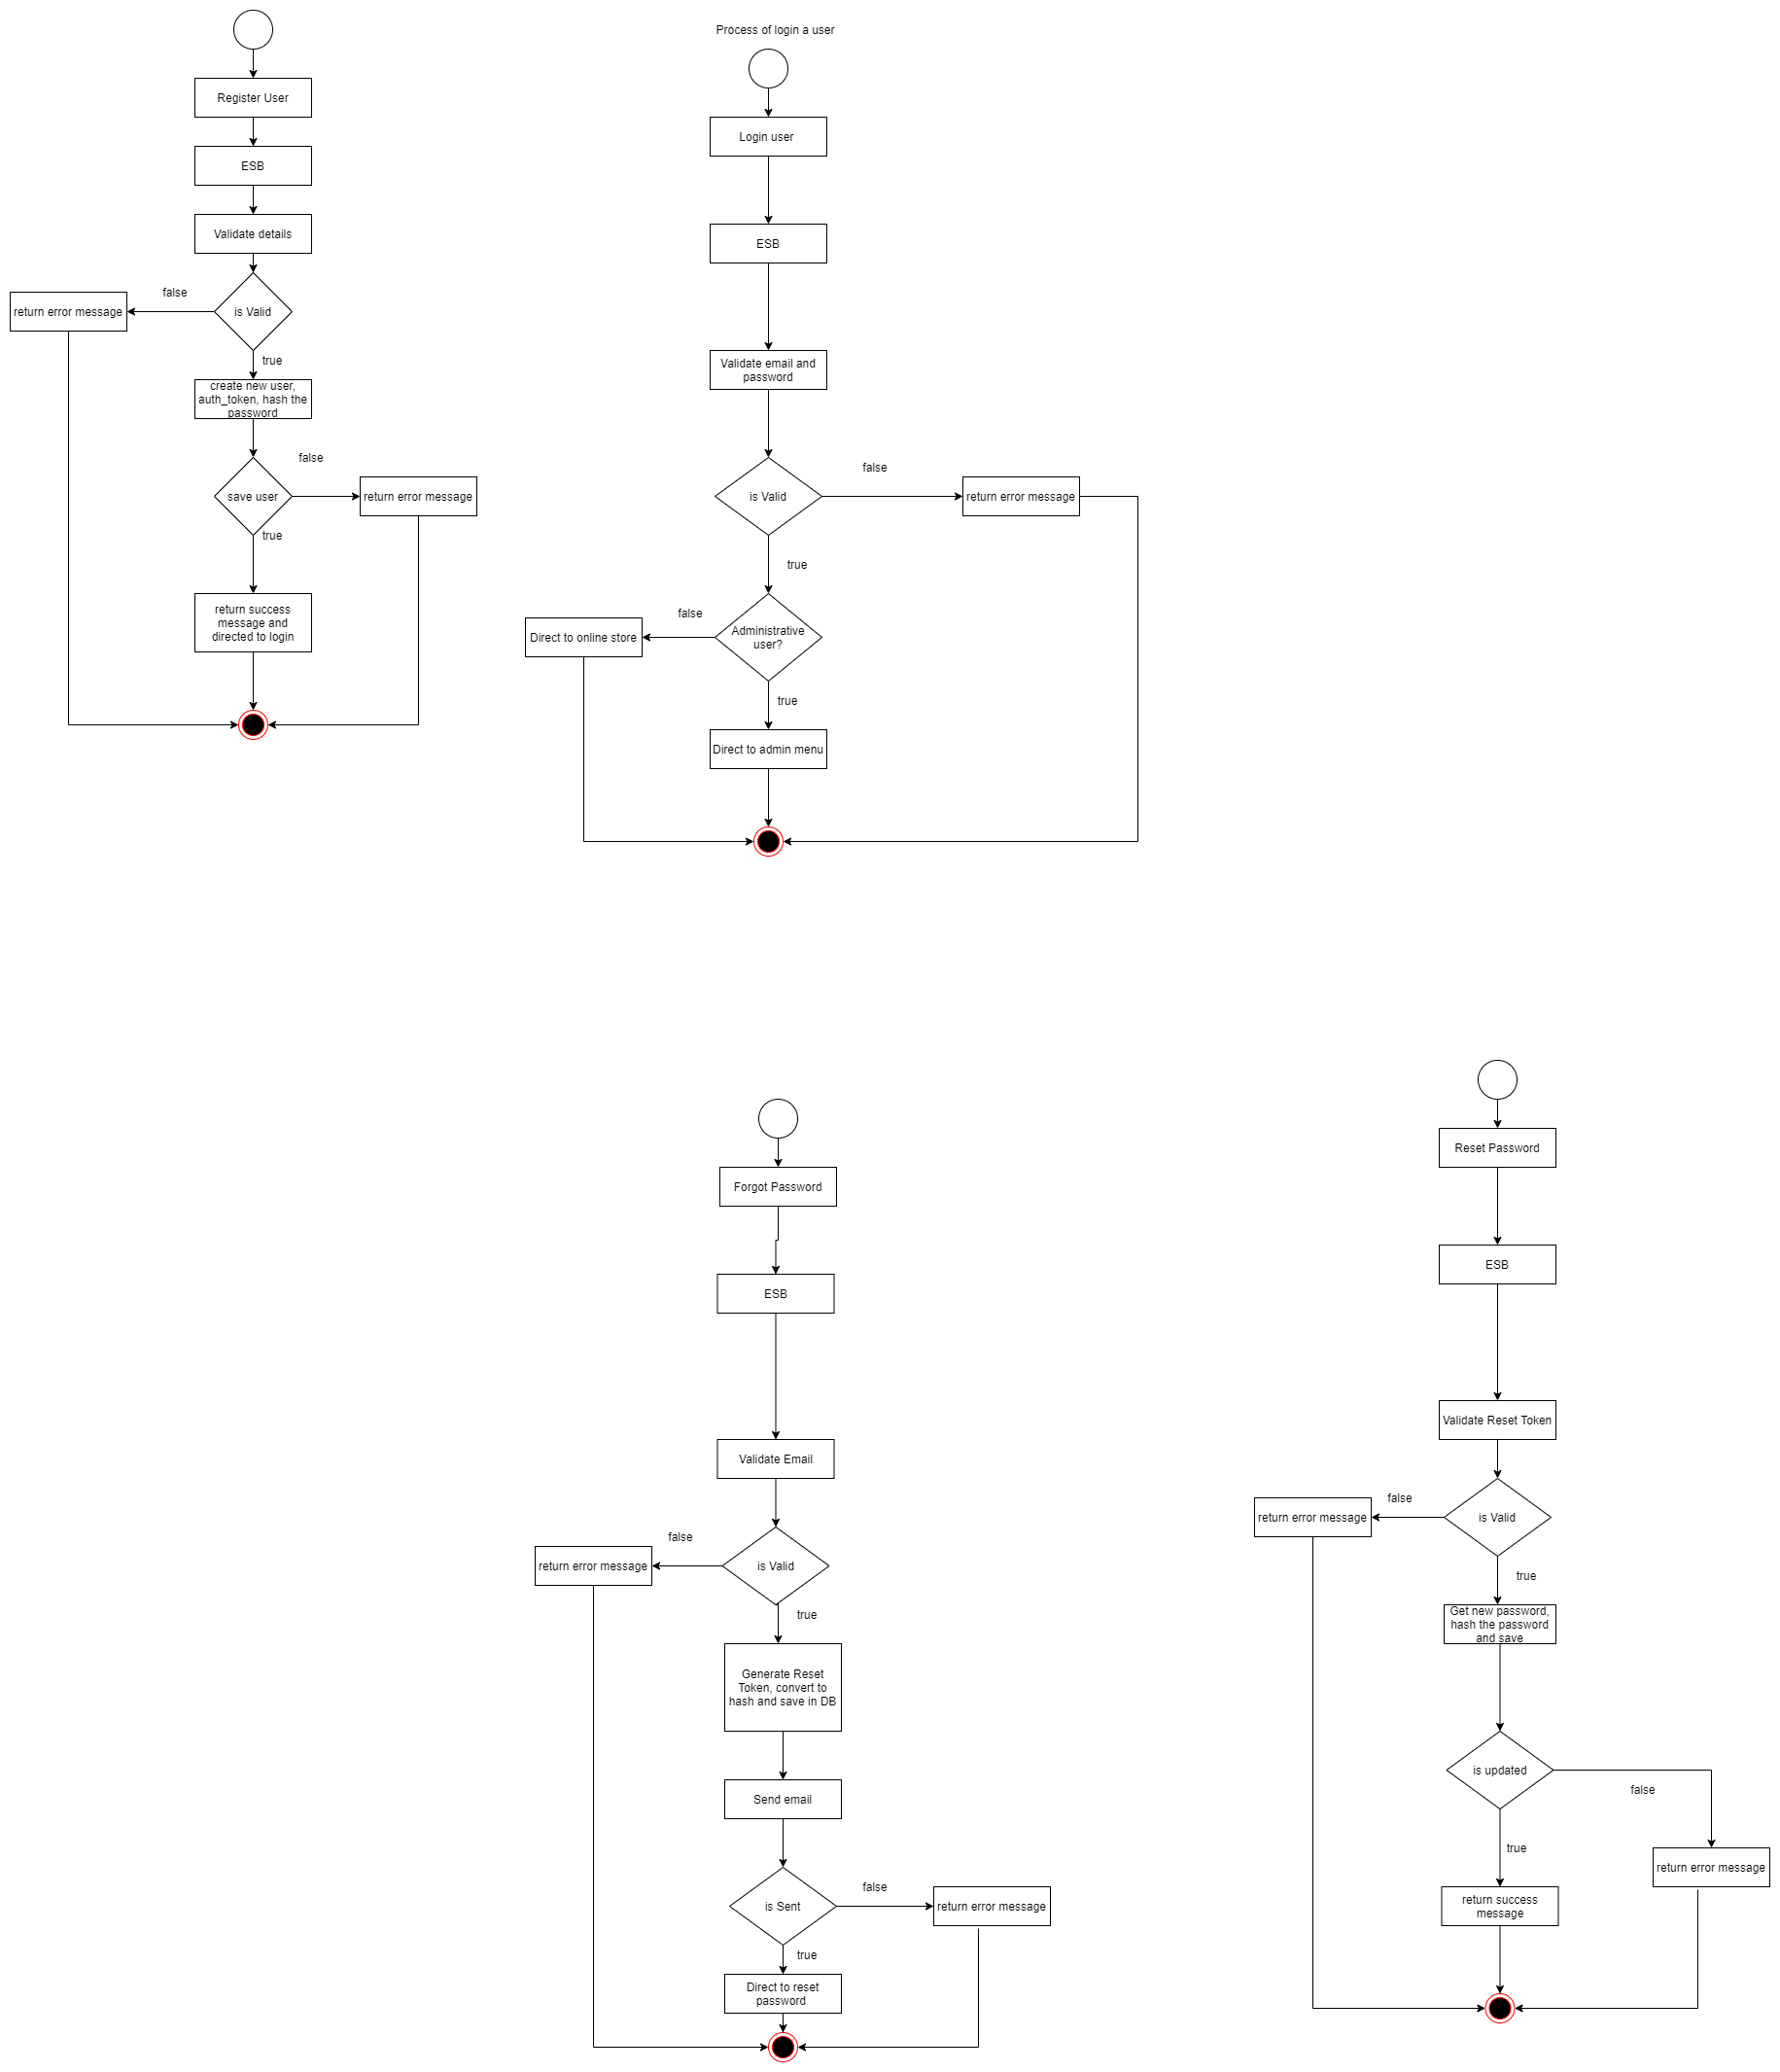 Register User
ESB
Validate details
is Valid
false
return error message
true
create new user,
auth_token, hash the
password
save user
false
return error message
true
return success
message and
directed to login
Process of login a user
Login user
ESB
Validate email and
password
is Valid
false
return error message
true
Administrative
user?
false
Direct to online store
true
Direct to admin menu
Forgot Password
ESB
Validate Email
is Valid
false
return error message
true
Generate Reset
Token, convert to
hash and save in DB
Send email
is Sent
false
return error message
true
Direct to reset
password
Reset Password
ESB
Validate Reset Token
is Valid
false
return error message
true
Get new password,
hash the password
and save
is updated
false
return error message
true
return success
message